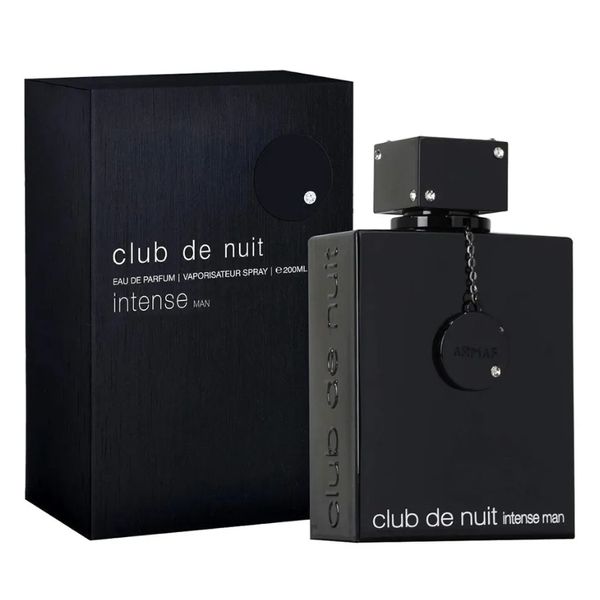 club de nuit
EAU DE PARFUM | VAPORISATEUR SPRAY | ℮ 200ML
intense MAN
club de nuit
ARMAF
club de nuit intense man